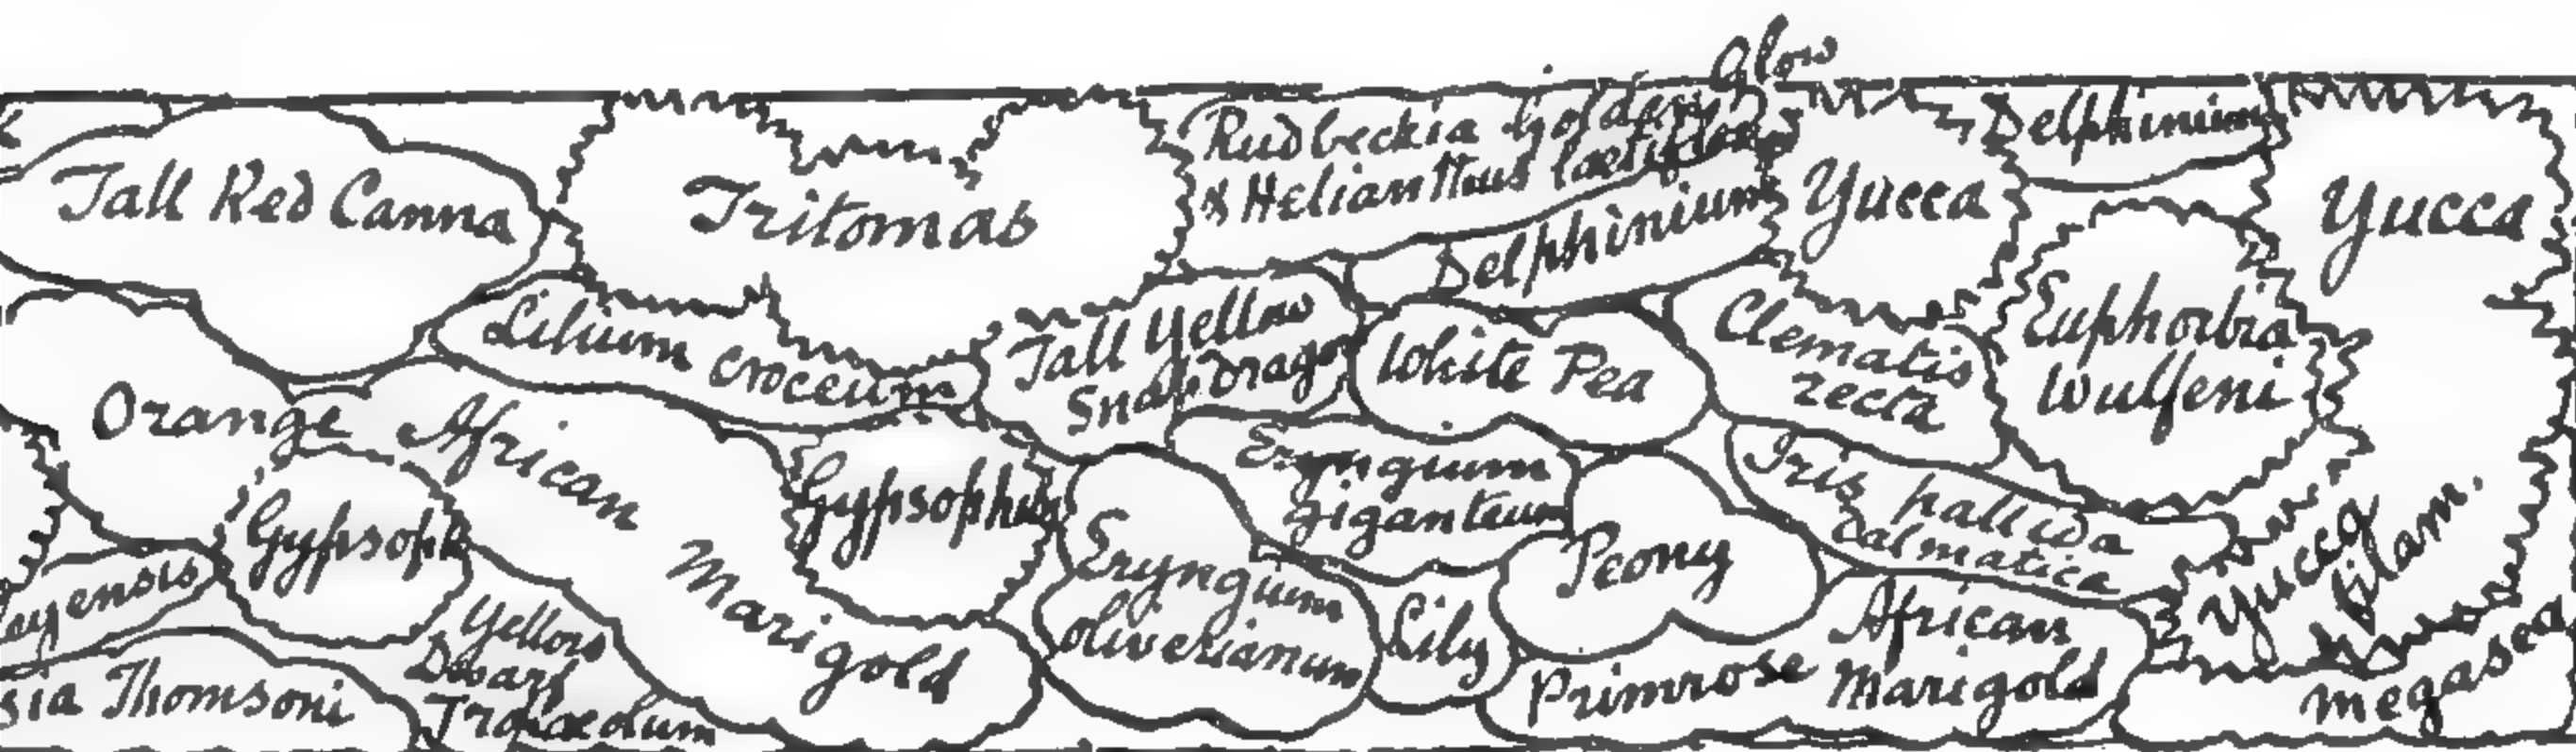 Glow
Tall Red Canna
Tritomas
Rudbeckia Golden
& Helianthus laetiflorus
Delphinium
Yucca
Delphinium
Yucca
Lilium croceum
Tall Yellow
Snapdragon
White Pea
Clematis
recta
Euphorbia
Wulfeni
Orange African Marigold
Gypsoph
Gypsophila
Eryngium
giganteum
Eryngium
oliverianum
Lily
Peony
Iris pallida
dalmatica
Yucca
filam.
eyensis
sia Thomsoni
Yellow
Dwarf
Tropaeolum
Primrose African
Marigold
Megasea